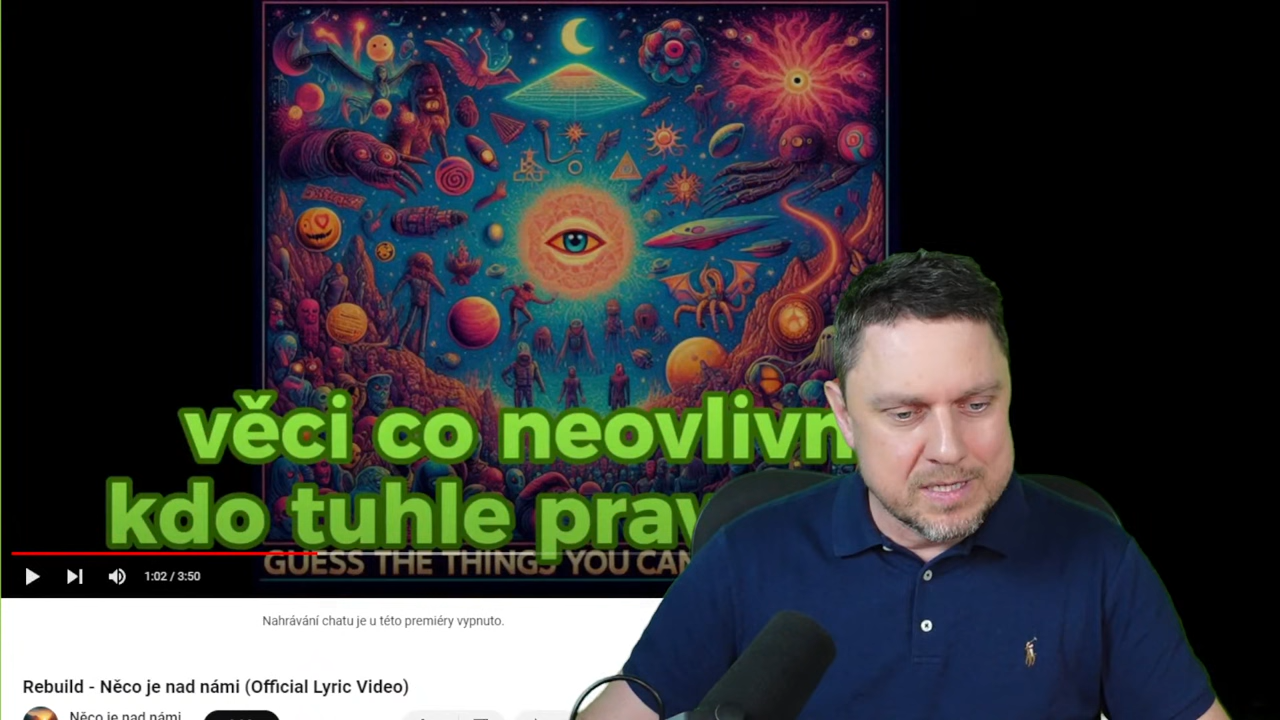 věci co neovlivn
kdo tuhle prav
GUESS THE THINGS YOU CAN
1:02 / 3:50
Nahrávání chatu je u této premiéry vypnuto.
Rebuild - Něco je nad námi (Official Lyric Video)
Něco je nad námi